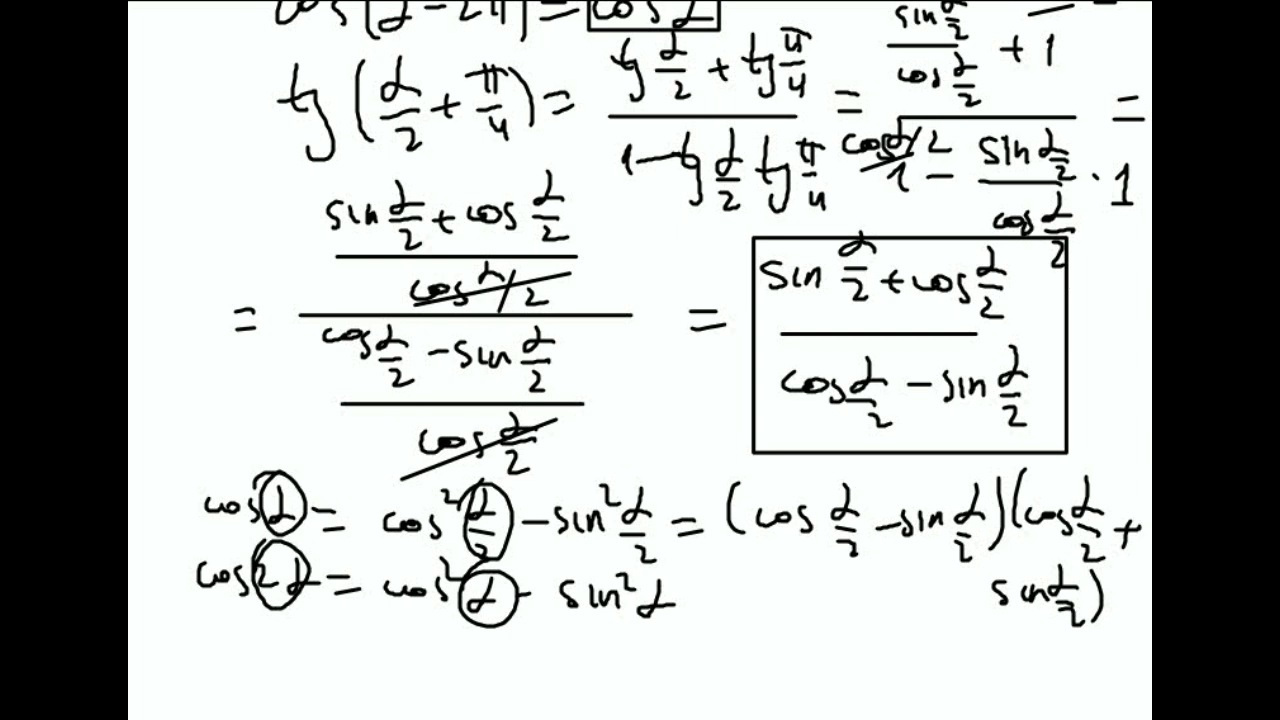 cos(α - 2π) = cos α
tg(α/2 + π/4) = (tg α/2 + tg π/4)/(1 - tg α/2 tg π/4) = (sin α/2 / cos α/2 + 1)/(1 - sin α/2 / cos α/2 · 1) =
cos α/2
= ((sin α/2 + cos α/2)/(cos α/2))/((cos α/2 - sin α/2)/(cos α/2)) = (sin α/2 + cos α/2)/(cos α/2 - sin α/2)
cos α = cos² α/2 - sin² α/2 = (cos α/2 - sin α/2)(cos α/2 +
sin α/2)
cos 2α = cos² α - sin² α